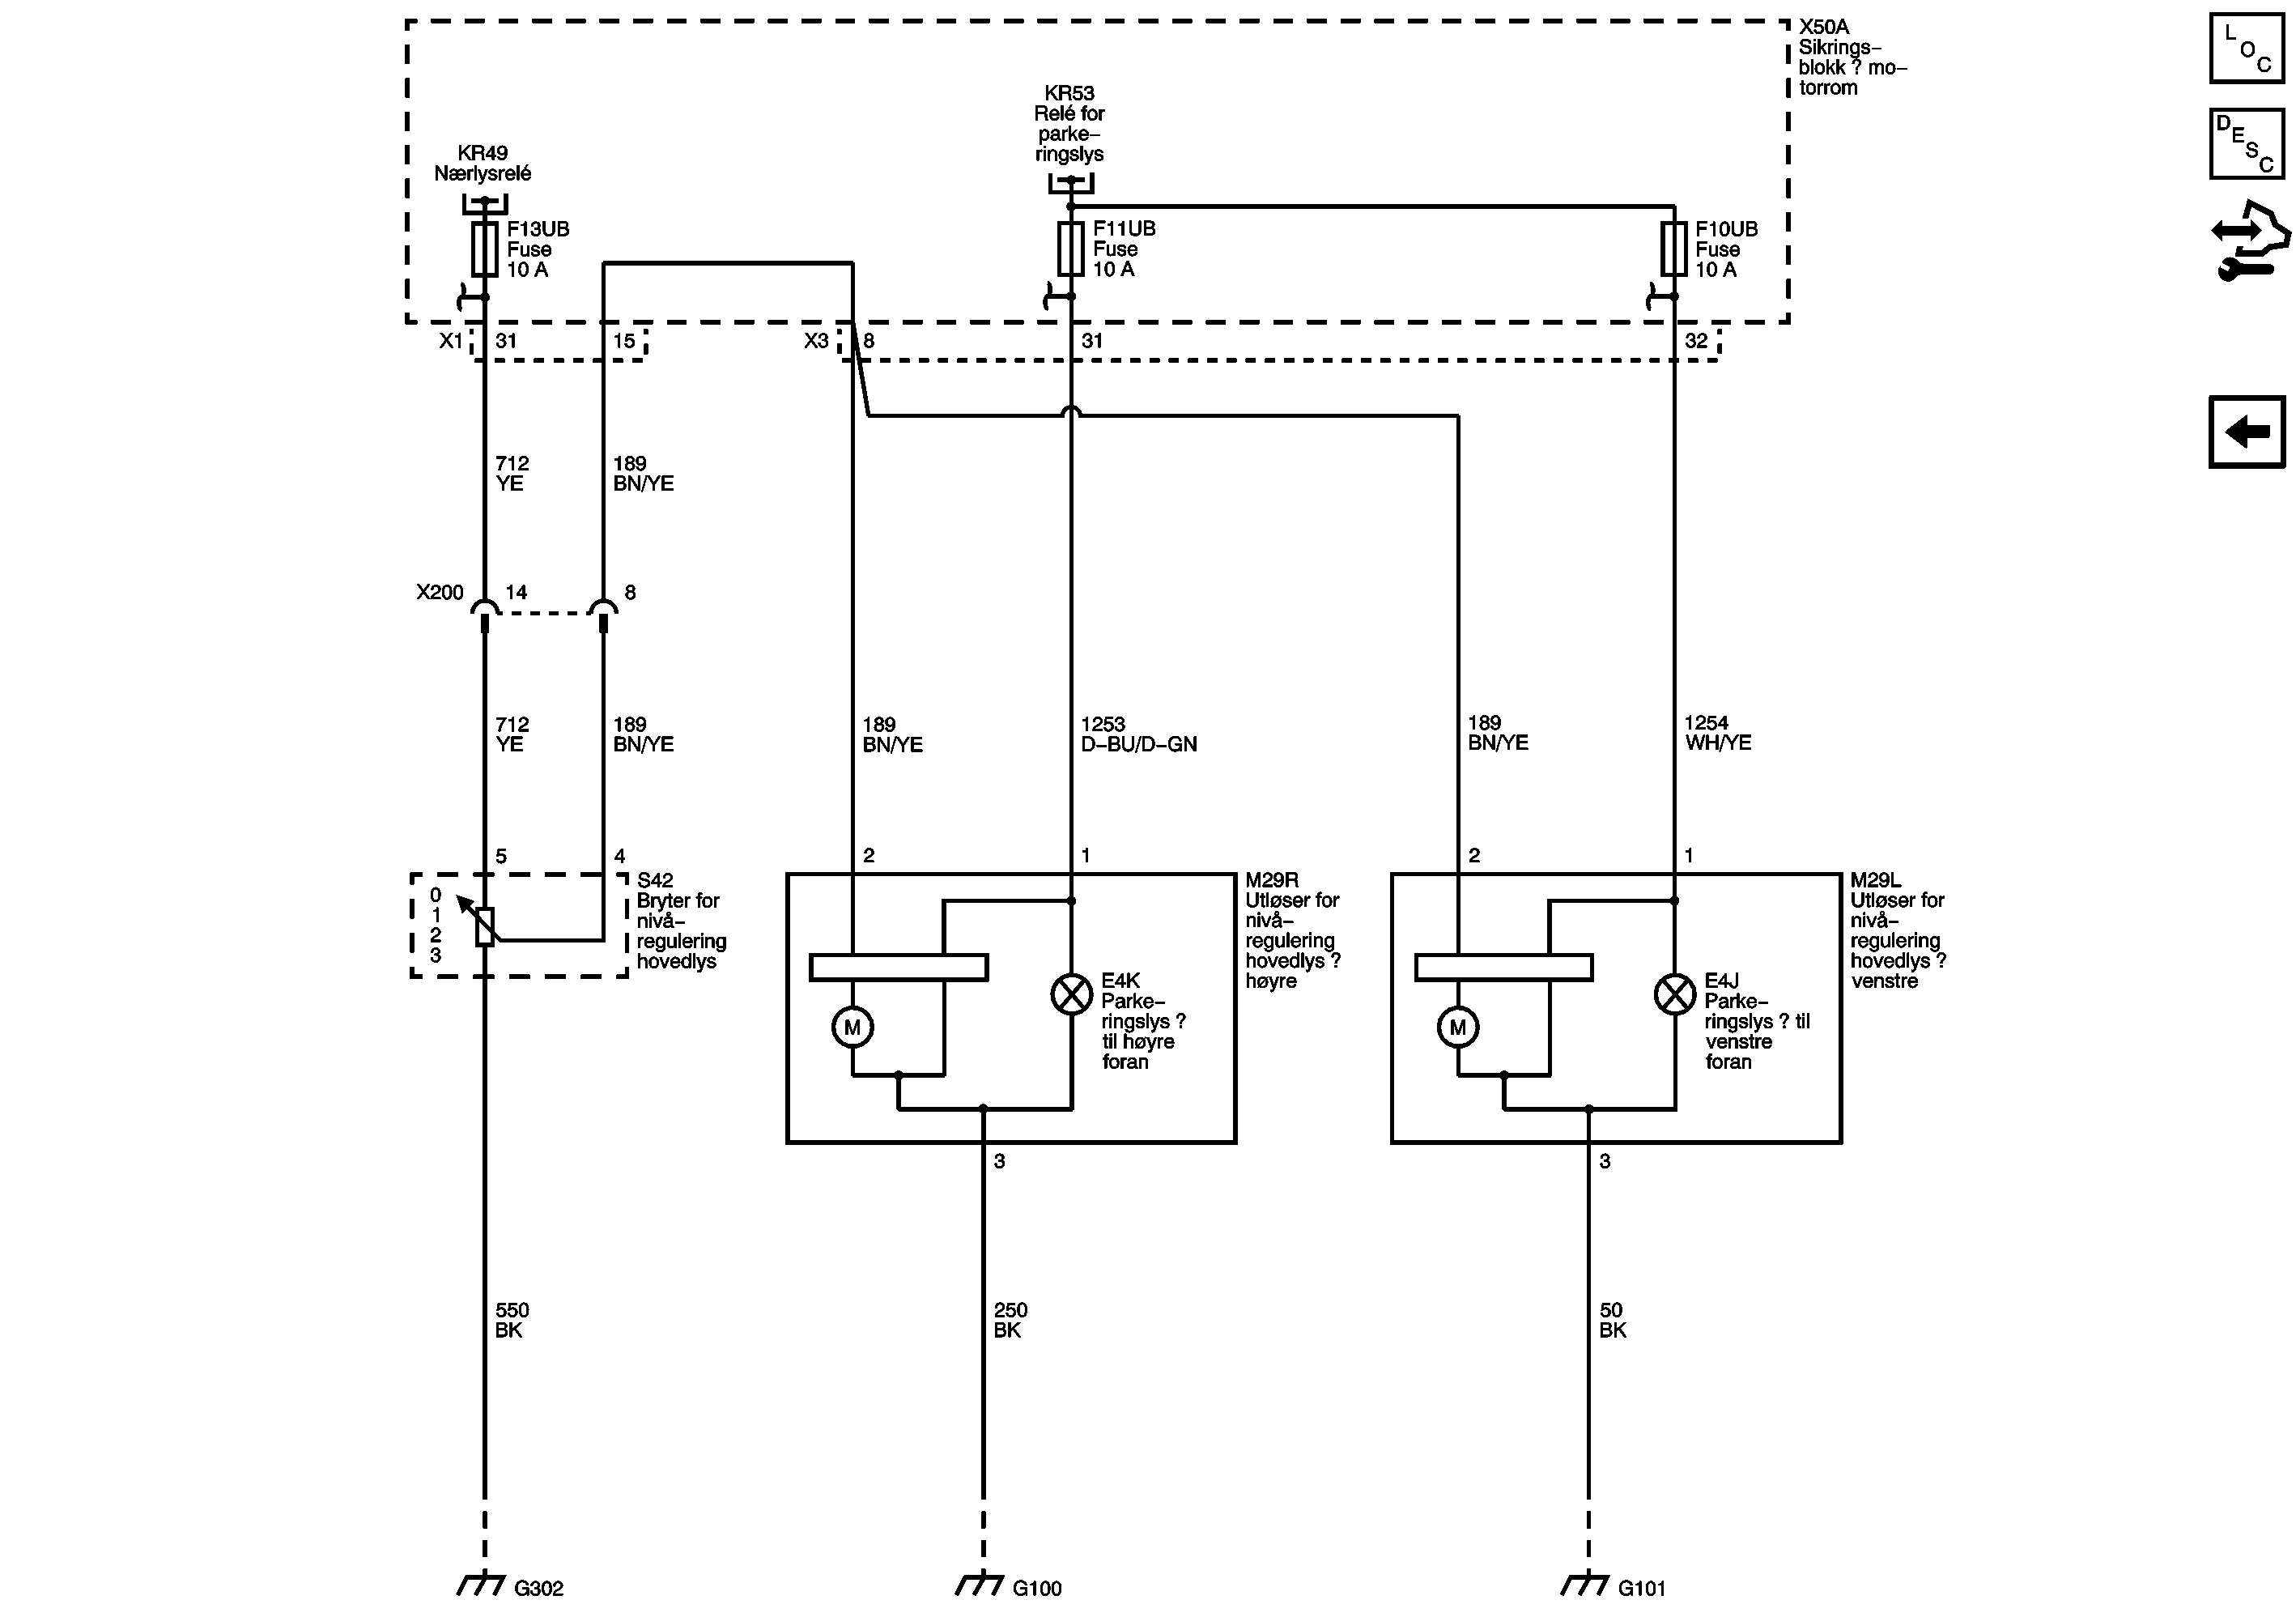 X50A
Sikrings–
blokk ? mo–
torrom
L
O
C
D
E
S
C
KR53
Relé for
parke–
ringslys
KR49
Nærlysrelé
F13UB
Fuse
10 A
F11UB
Fuse
10 A
F10UB
Fuse
10 A
X1
31
15
X3
8
31
32
712
YE
189
BN/YE
X200
14
8
712
YE
189
BN/YE
189
BN/YE
1253
D–BU/D–GN
189
BN/YE
1254
WH/YE
5
4
2
1
2
1
0
1
2
3
S42
Bryter for
nivå–
regulering
hovedlys
M29R
Utløser for
nivå–
regulering
hovedlys ?
høyre
M29L
Utløser for
nivå–
regulering
hovedlys ?
venstre
M
E4K
Parke–
ringslys ?
til høyre
foran
M
E4J
Parke–
ringslys ? til
venstre
foran
3
3
550
BK
250
BK
50
BK
G302
G100
G101